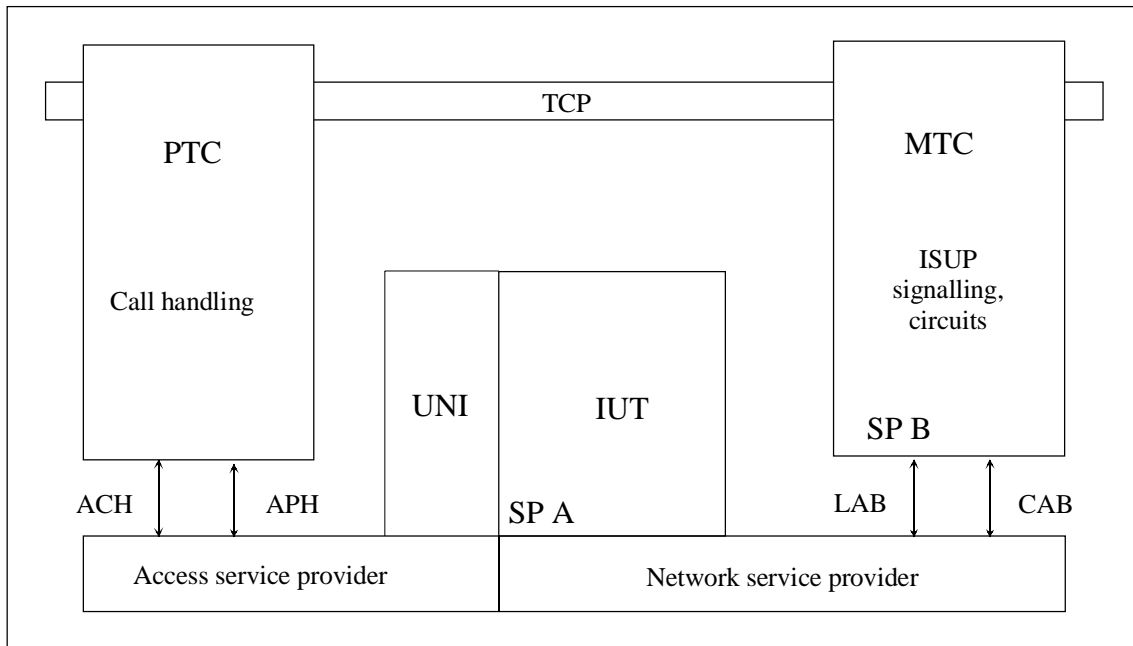 TCP
PTC
MTC
Call handling
ISUP
signalling,
circuits
UNI
IUT
SP B
SP A
ACH
APH
LAB
CAB
Access service provider
Network service provider